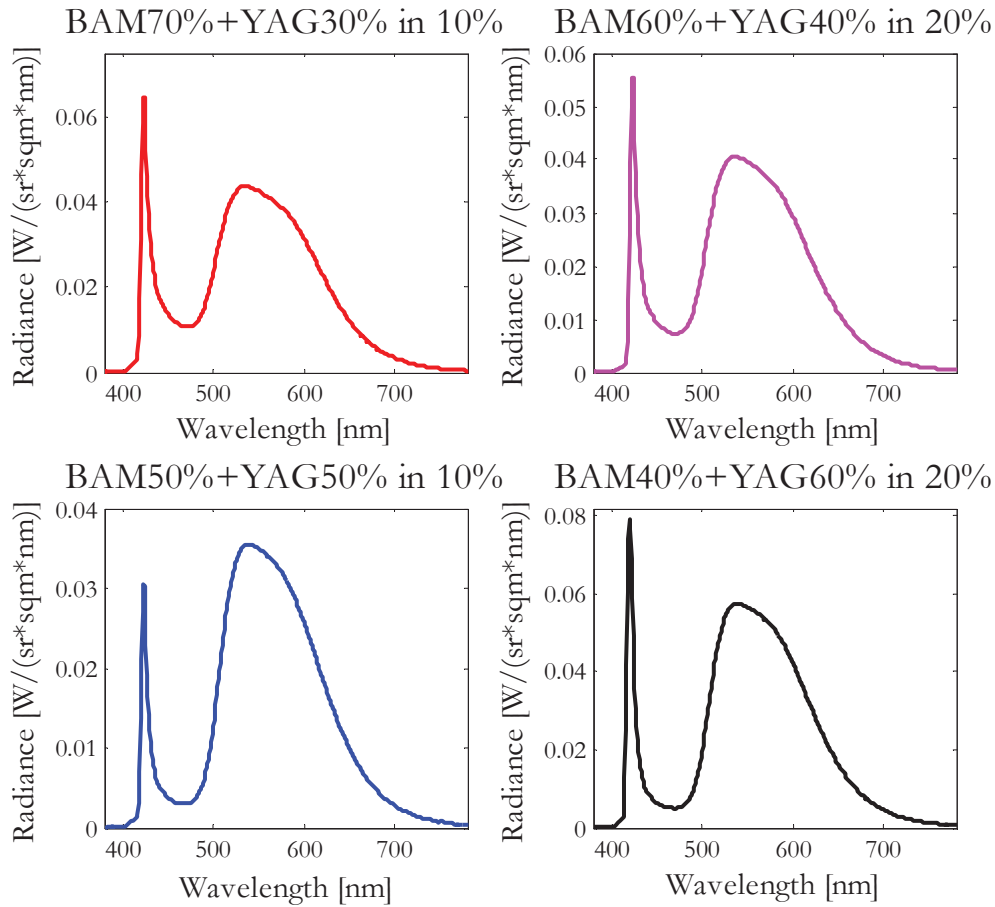 BAM70%+YAG30% in 10%
Radiance [W/(sr*sqm*nm)]
0.06
0.04
0.02
0
400 500 600 700
Wavelength [nm]
BAM60%+YAG40% in 20%
Radiance [W/(sr*sqm*nm)]
0.06
0.05
0.04
0.03
0.02
0.01
0
400 500 600 700
Wavelength [nm]
BAM50%+YAG50% in 10%
Radiance [W/(sr*sqm*nm)]
0.04
0.03
0.02
0.01
0
400 500 600 700
Wavelength [nm]
BAM40%+YAG60% in 20%
Radiance [W/(sr*sqm*nm)]
0.08
0.06
0.04
0.02
0
400 500 600 700
Wavelength [nm]